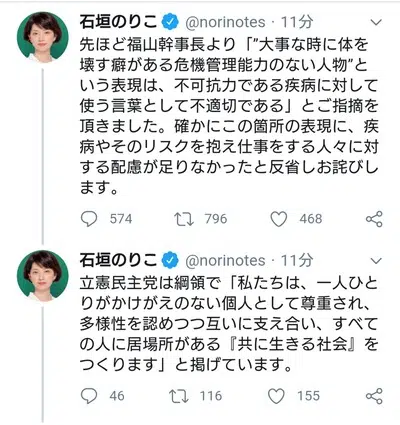 石垣のりこ @norinotes・11分
先ほど福山幹事長より「”大事な時に体を
壊す癖がある危機管理能力のない人物”と
いう表現は、不可抗力である疾病に対して
使う言葉として不適切である」とご指摘を
頂きました。確かにこの箇所の表現に、疾
病やそのリスクを抱え仕事をする人々に対
する配慮が足りなかったと反省しお詫びし
ます。
574 796 468
石垣のりこ @norinotes・11分
立憲民主党は綱領で「私たちは、一人ひと
りがかけがえのない個人として尊重され、
多様性を認めつつ互いに支え合い、すべて
の人に居場所がある『共に生きる社会』を
つくります」と掲げています。
46 116 155